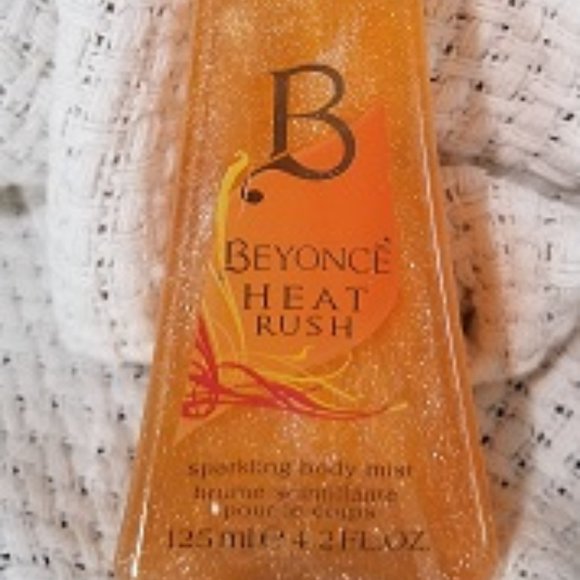 B
BEYONCÉ
HEAT
RUSH
sparkling body mist
brume scintillante
pour le corps
125 ml e 4.2 FL.OZ.